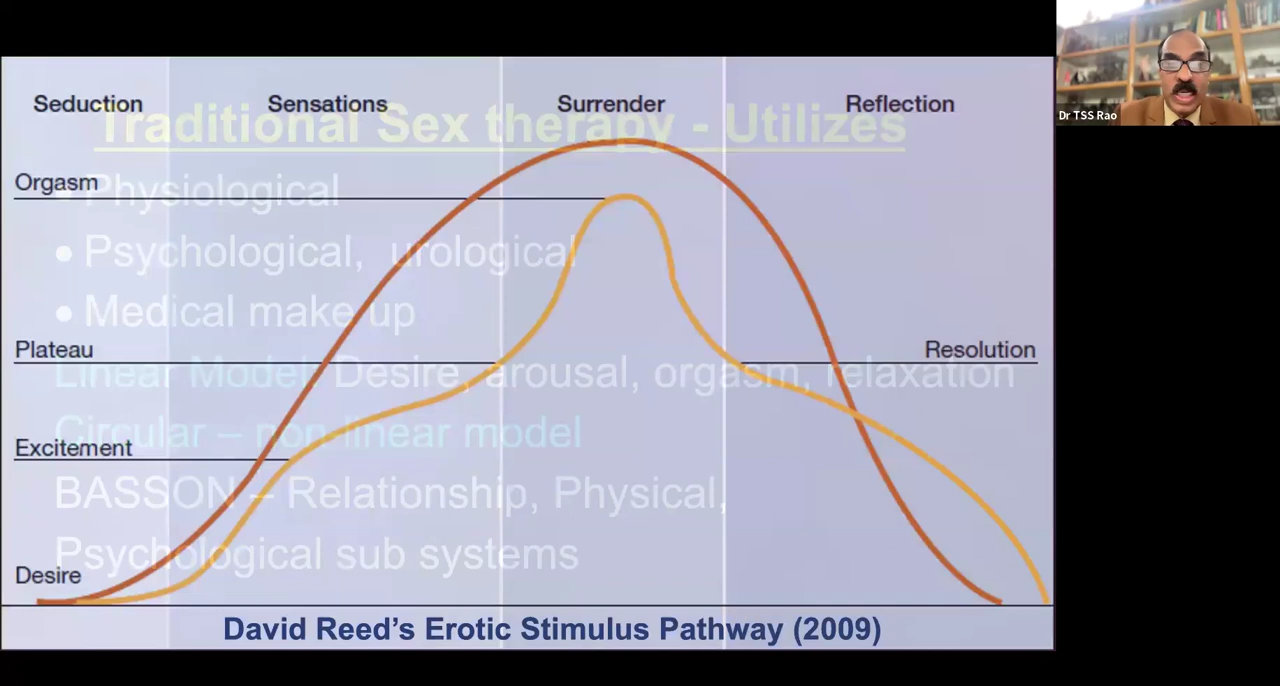 Seduction Sensations Surrender Reflection
Traditional Sex therapy - Utilizes
Orgasm
• Physiological
• Psychological, urological
• Medical make up
Plateau
Resolution
Linear Model Desire, arousal, orgasm, relaxation
Circular – non-linear model
Excitement
BASSON – Relationship, Physical,
Psychological sub systems
Desire
David Reed's Erotic Stimulus Pathway (2009)
Dr TSS Rao